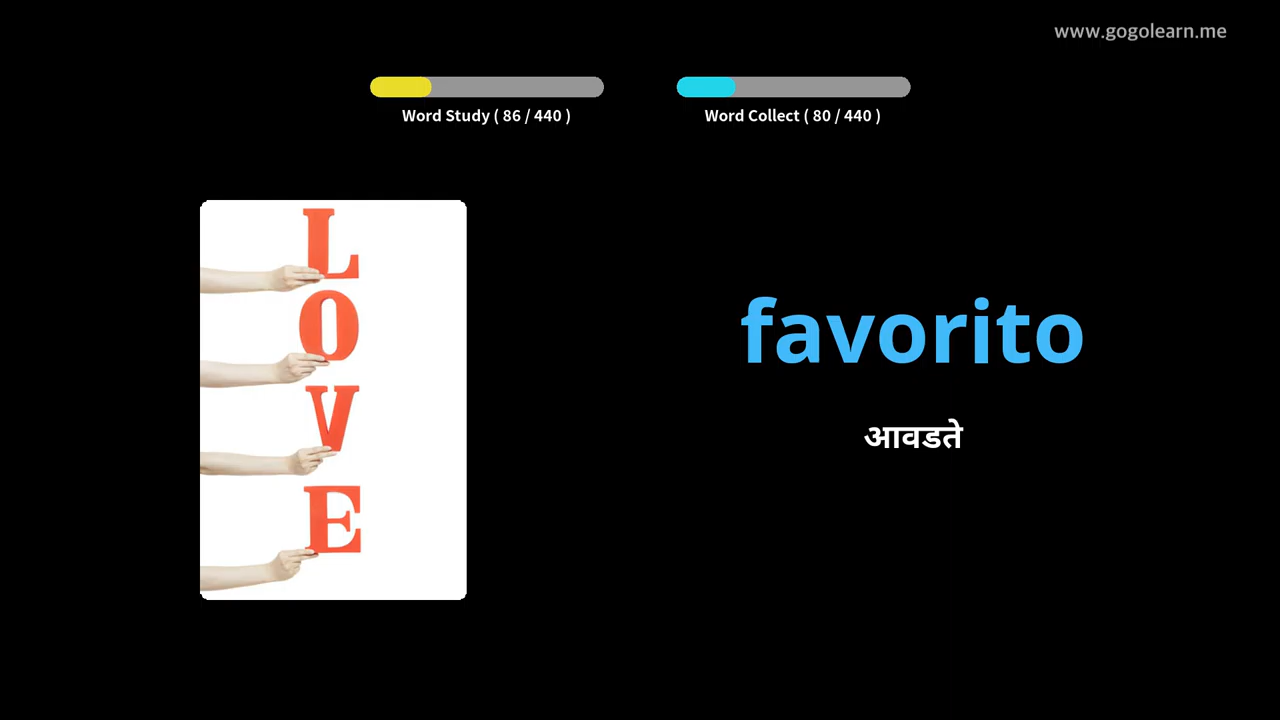 www.gogolearn.me
Word Study ( 86 / 440 )
Word Collect ( 80 / 440 )
L
O
V
E
favorito
आवडते